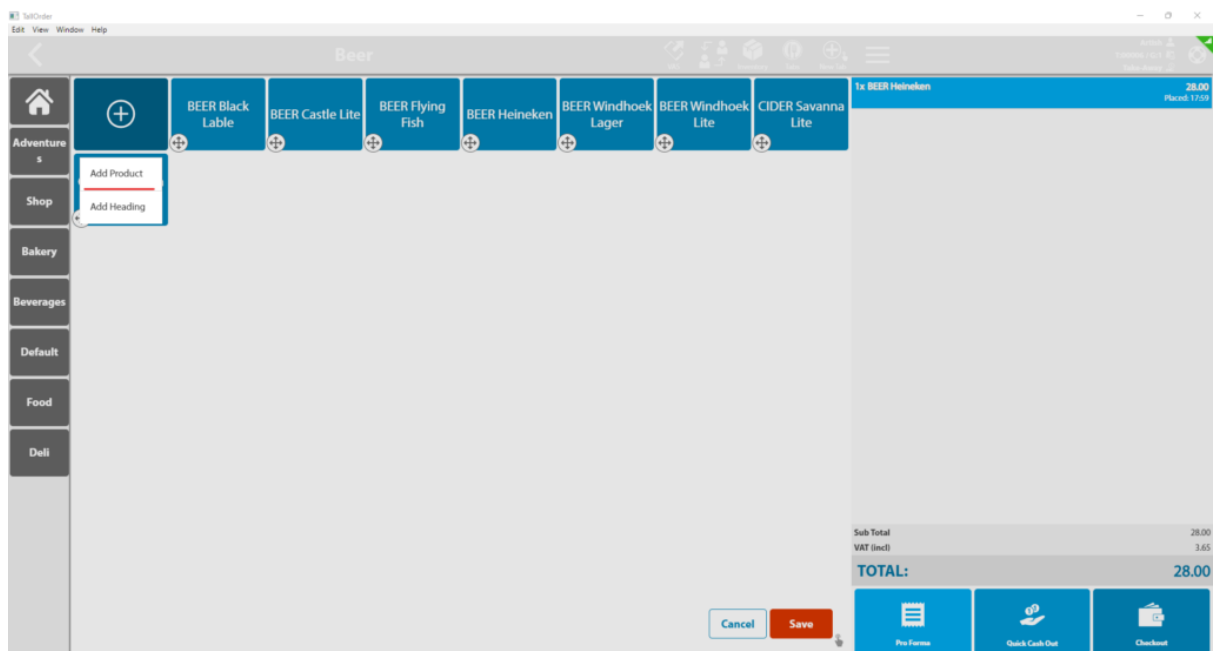 TallOrder
Edit View Window Help
Beer
Adventure
s
Shop
Bakery
Beverages
Default
Food
Deli
BEER Black
Lable
BEER Castle Lite
BEER Flying
Fish
BEER Heineken
BEER Windhoek
Lager
BEER Windhoek
Lite
CIDER Savanna
Lite
Add Product
Add Heading
1x BEER Heineken 28.00
Placed: 17:59
Sub Total 28.00
VAT (incl) 3.65
TOTAL: 28.00
Cancel
Save
Pro Forma
Quick Cash Out
Checkout